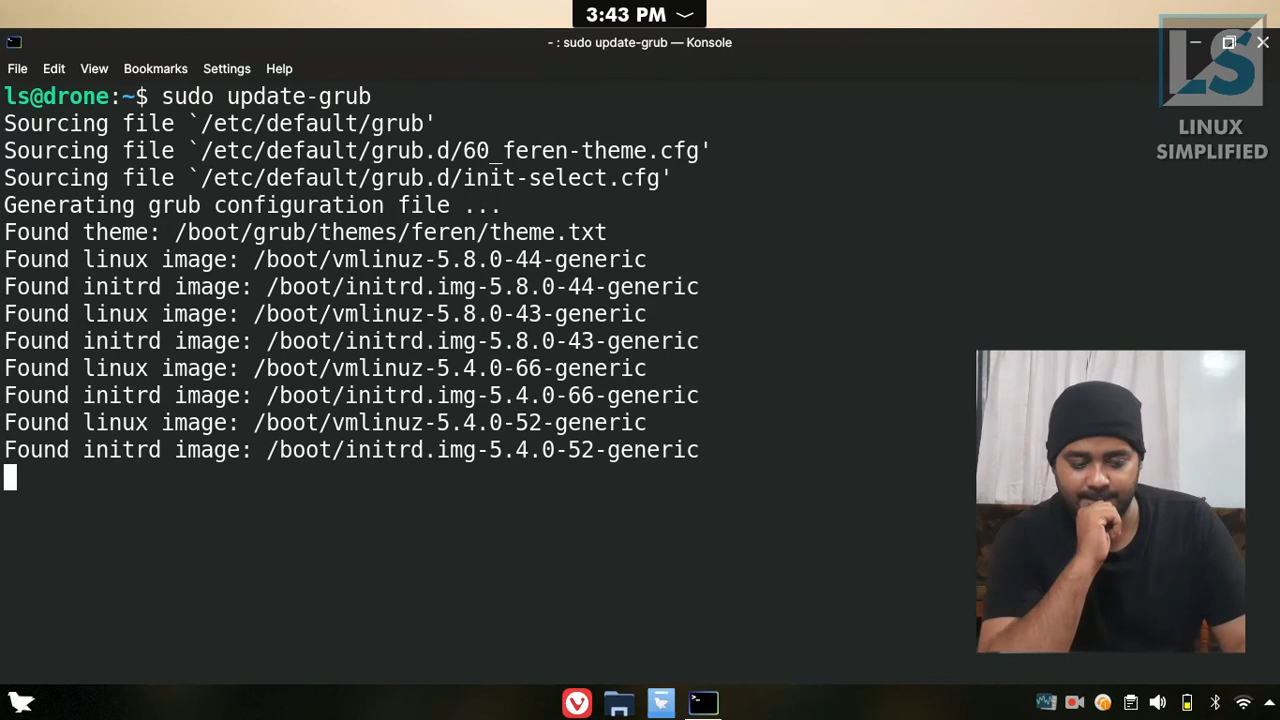 3:43 PM
- : sudo update-grub — Konsole
File Edit View Bookmarks Settings Help
ls@drone:~$ sudo update-grub
Sourcing file `/etc/default/grub'
Sourcing file `/etc/default/grub.d/60_feren-theme.cfg'
Sourcing file `/etc/default/grub.d/init-select.cfg'
Generating grub configuration file ...
Found theme: /boot/grub/themes/feren/theme.txt
Found linux image: /boot/vmlinuz-5.8.0-44-generic
Found initrd image: /boot/initrd.img-5.8.0-44-generic
Found linux image: /boot/vmlinuz-5.8.0-43-generic
Found initrd image: /boot/initrd.img-5.8.0-43-generic
Found linux image: /boot/vmlinuz-5.4.0-66-generic
Found initrd image: /boot/initrd.img-5.4.0-66-generic
Found linux image: /boot/vmlinuz-5.4.0-52-generic
Found initrd image: /boot/initrd.img-5.4.0-52-generic
LS
LINUX
SIMPLIFIED